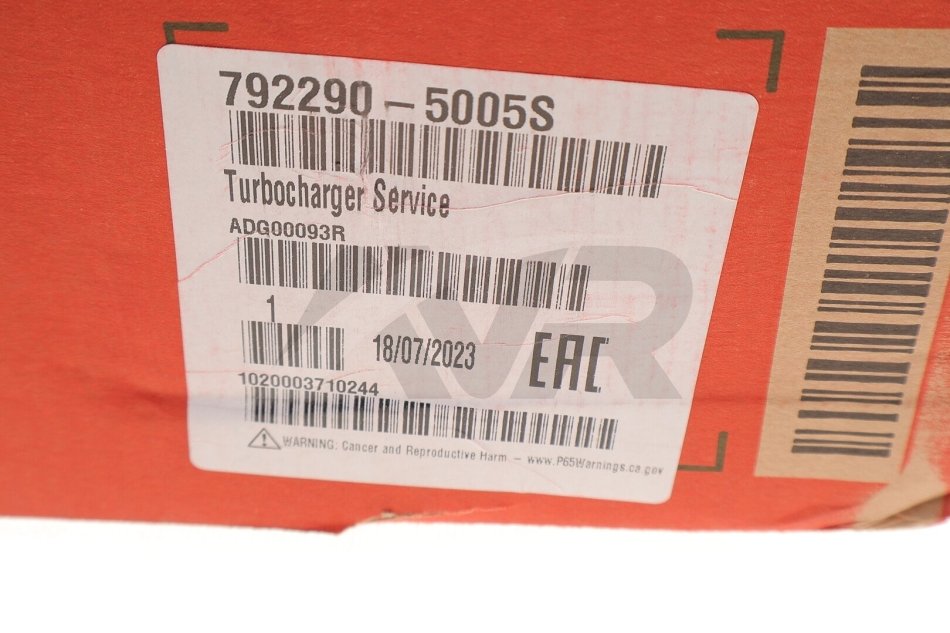 792290-5005S
Turbocharger Service
ADG00093R
1
18/07/2023
EAC
1020003710244
WARNING: Cancer and Reproductive Harm - www.P65Warnings.ca.gov